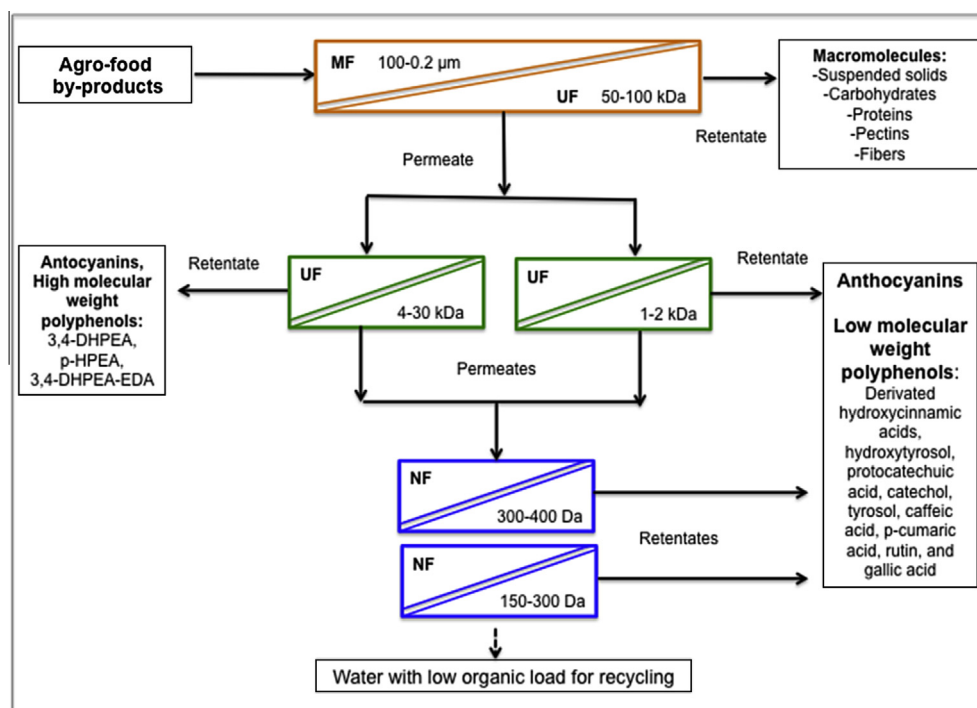 Agro-food
by-products
MF 100-0.2 µm
UF 50-100 kDa
Macromolecules:
-Suspended solids
-Carbohydrates
-Proteins
-Pectins
-Fibers
Retentate
Permeate
Antocyanins,
High molecular
weight
polyphenols:
3,4-DHPEA,
p-HPEA,
3,4-DHPEA-EDA
Retentate
UF
4-30 kDa
UF
1-2 kDa
Retentate
Anthocyanins
Low molecular
weight
polyphenols:
Derivated
hydroxycinnamic
acids,
hydroxytyrosol,
protocatechuic
acid, catechol,
tyrosol, caffeic
acid, p-cumaric
acid, rutin, and
gallic acid
Permeates
NF
300-400 Da
Retentates
NF
150-300 Da
Water with low organic load for recycling